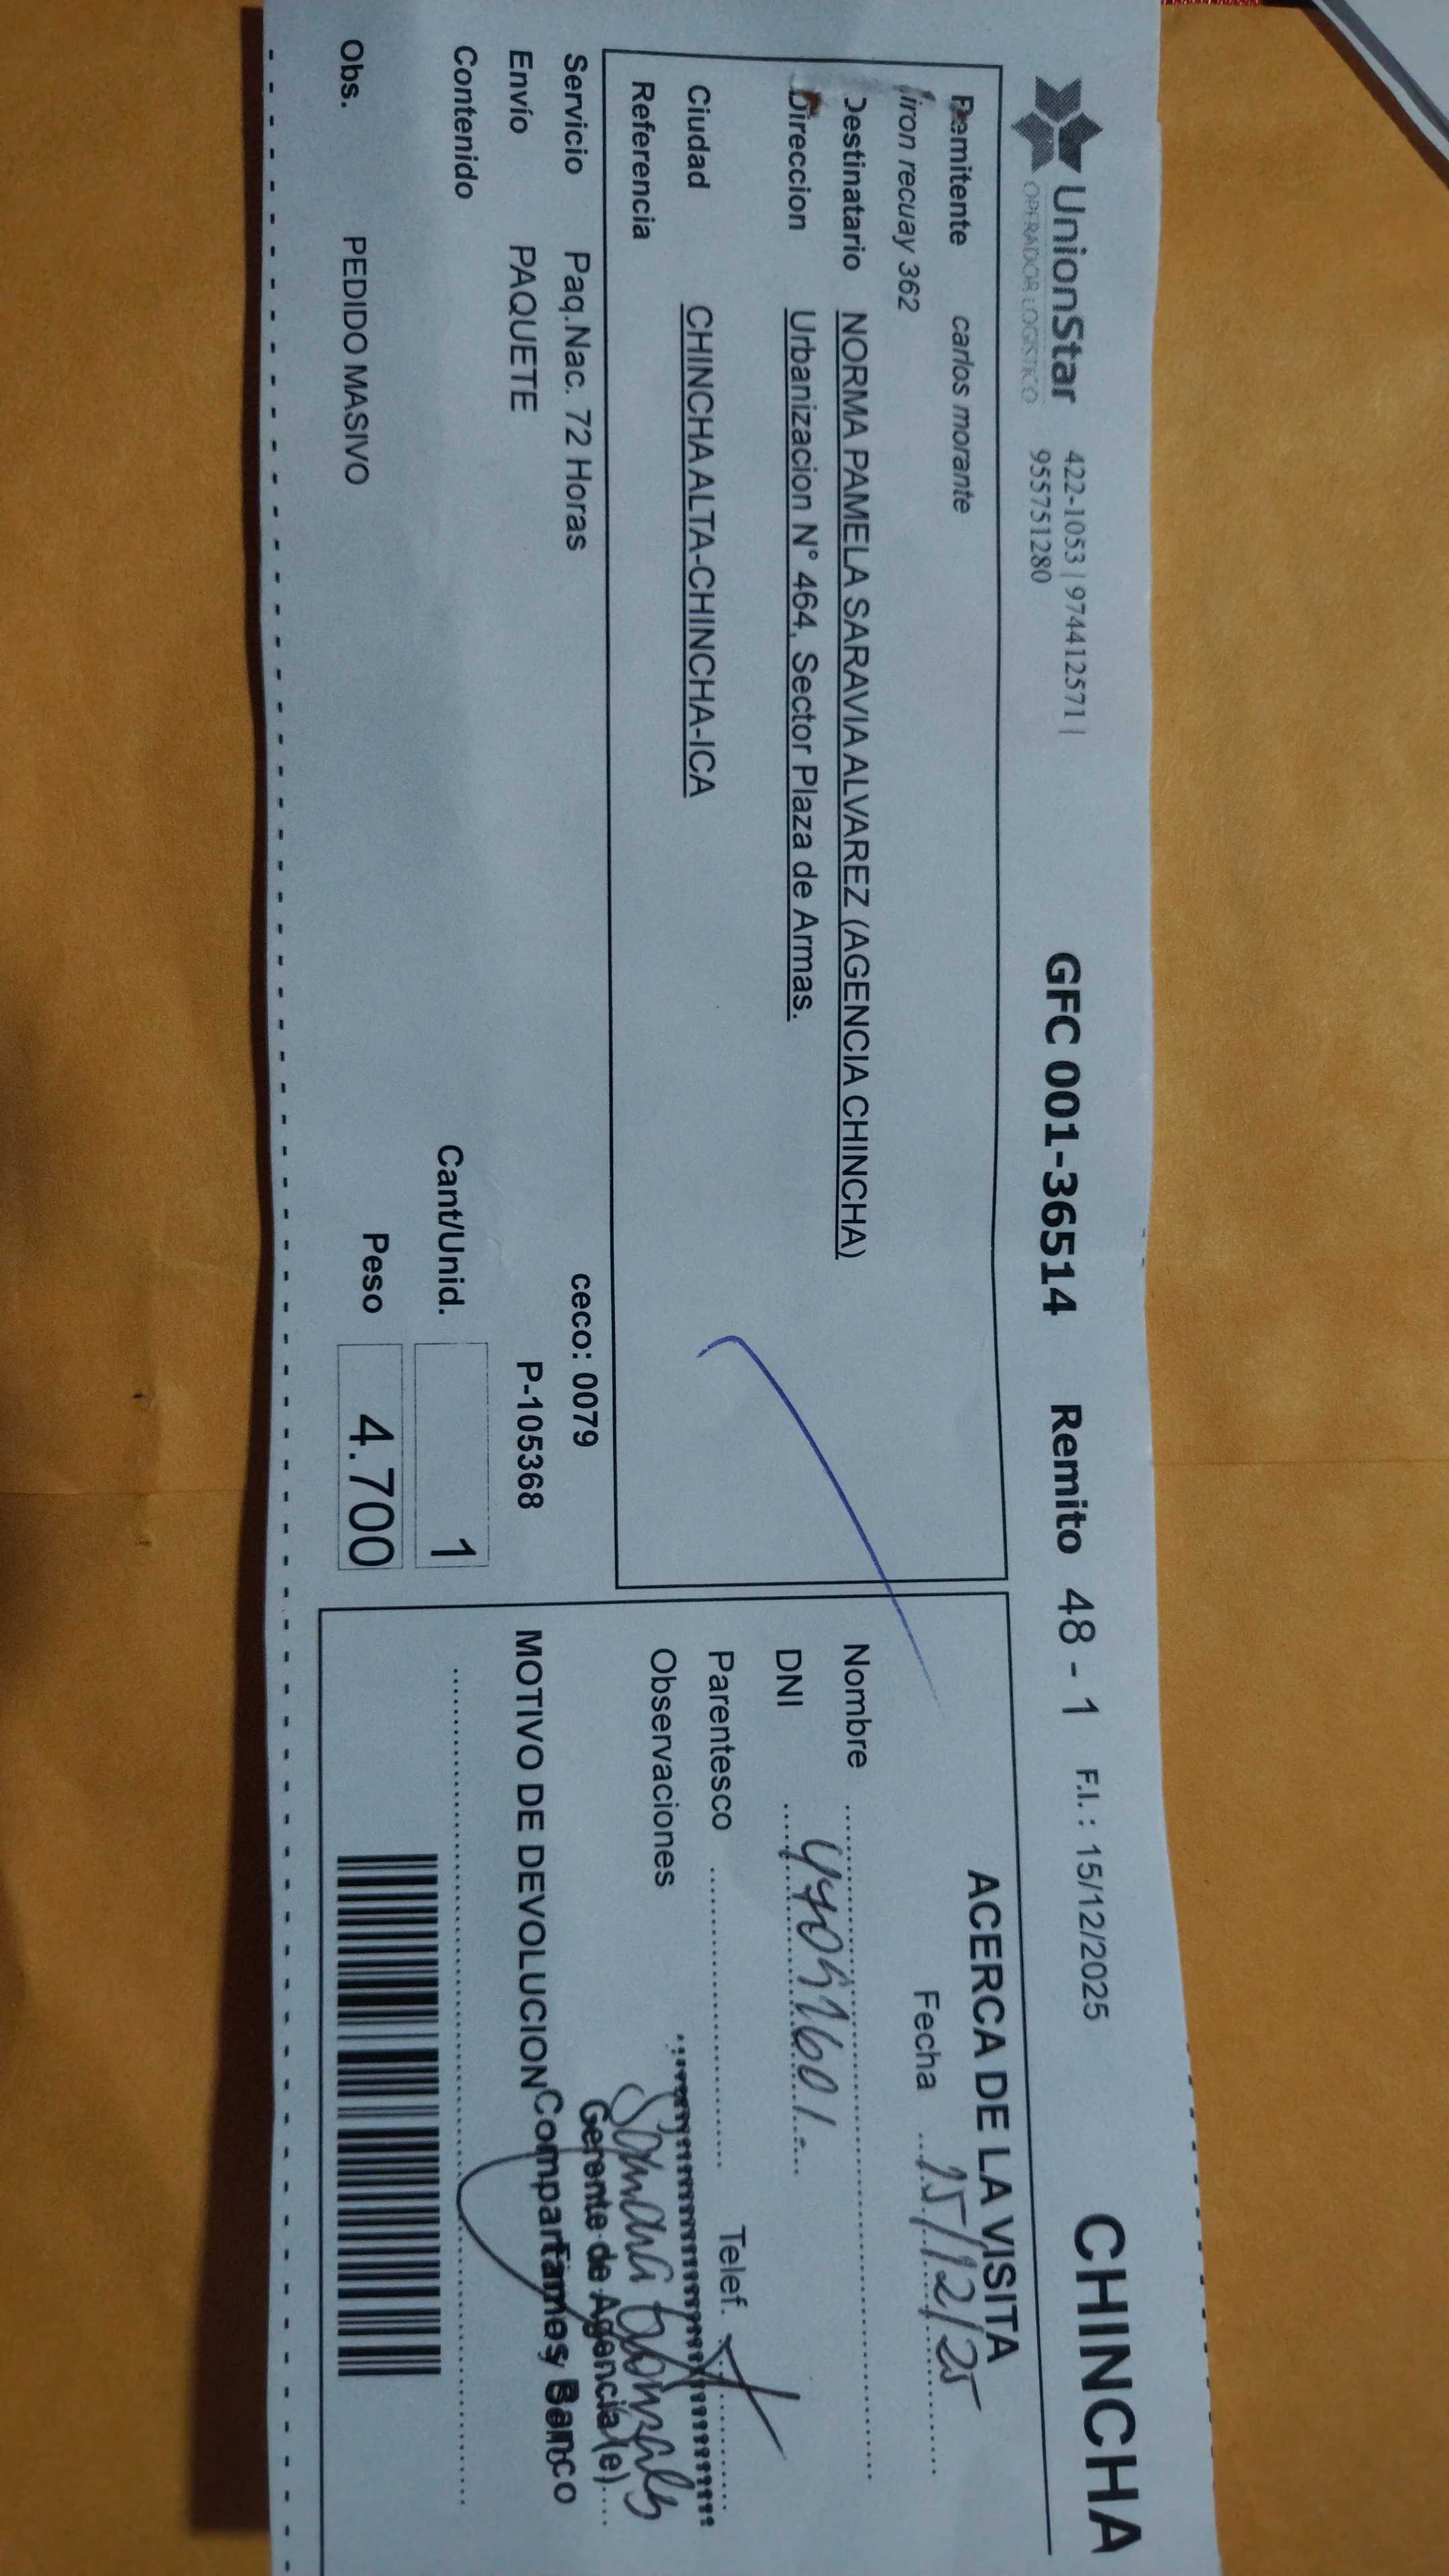 UnionStar
OPERADOR LOGISTICO
422-1053 | 974412571 |
955751280
GFC 001-36514
Remito 48 - 1
F.I. : 15/12/2025
CHINCHA
Remitente carlos morante
jiron recuay 362
Destinatario NORMA PAMELA SARAVIA ALVAREZ (AGENCIA CHINCHA)
Direccion Urbanizacion N° 464, Sector Plaza de Armas.
Ciudad CHINCHA ALTA-CHINCHA-ICA
Referencia
Servicio Paq.Nac. 72 Horas
ceco: 0079
Envío PAQUETE
P-105368
Contenido
Cant/Unid. 1
Obs. PEDIDO MASIVO
Peso 4.700
ACERCA DE LA VISITA
Fecha 15/12/25
Nombre
DNI
Parentesco Telef.
Observaciones
Gerente de Agencia (e)
MOTIVO DE DEVOLUCION
Compartamos Banco